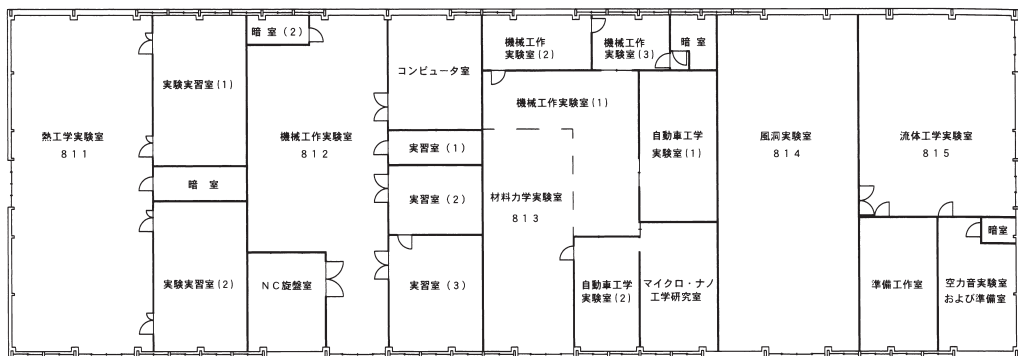 熱工学実験室
８１１
実験実習室(１)
暗　室
実験実習室(２)
暗 室 (２)
機械工作実験室
８１２
ＮＣ旋盤室
コンピュータ室
実習室(１)
実習室(２)
実習室(３)
機械工作
実験室(２)
機械工作
実験室(３)
暗　室
機械工作実験室(１)
材料力学実験室
８１３
自動車工学
実験室(１)
自動車工学
実験室(２)
マイクロ・ナノ
工学研究室
風洞実験室
８１４
流体工学実験室
８１５
準備工作室
暗室
空力音実験室
および準備室